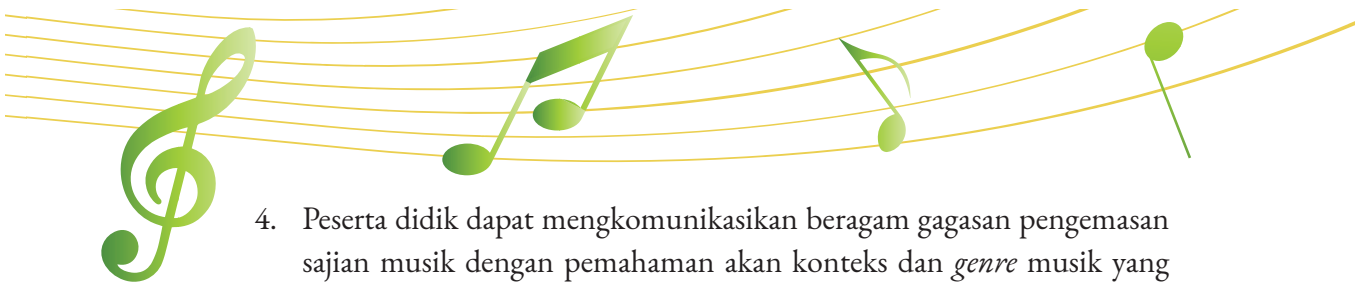 4. Peserta didik dapat mengkomunikasikan beragam gagasan pengemasan
sajian musik dengan pemahaman akan konteks dan genre musik yang